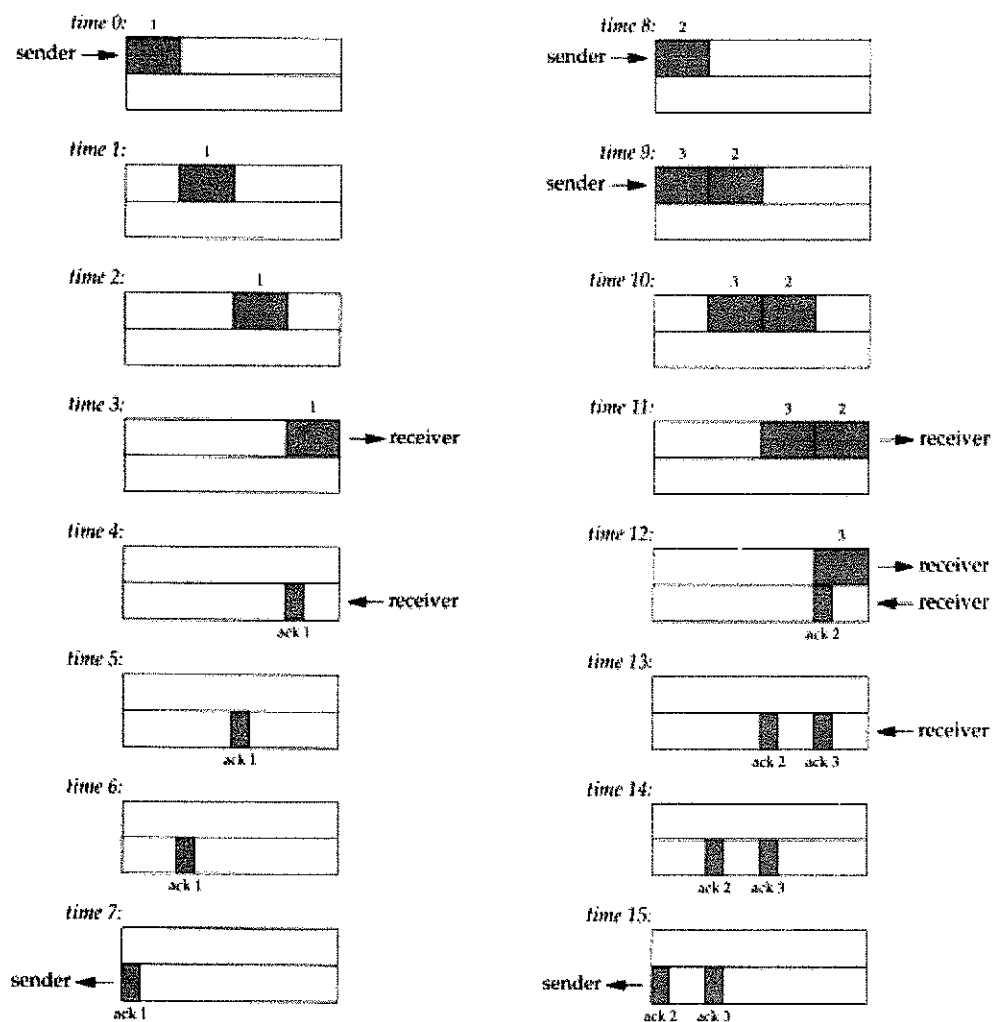 time 0: 1
sender
time 1: 1
time 2: 1
time 3: 1
receiver
time 4:
receiver
ack 1
time 5:
ack 1
time 6:
ack 1
time 7:
sender
ack 1
time 8: 2
sender
time 9: 3 2
sender
time 10: 3 2
time 11: 3 2
receiver
time 12: 3
receiver
receiver
ack 2
time 13:
receiver
ack 2 ack 3
time 14:
ack 2 ack 3
time 15:
sender
ack 2 ack 3